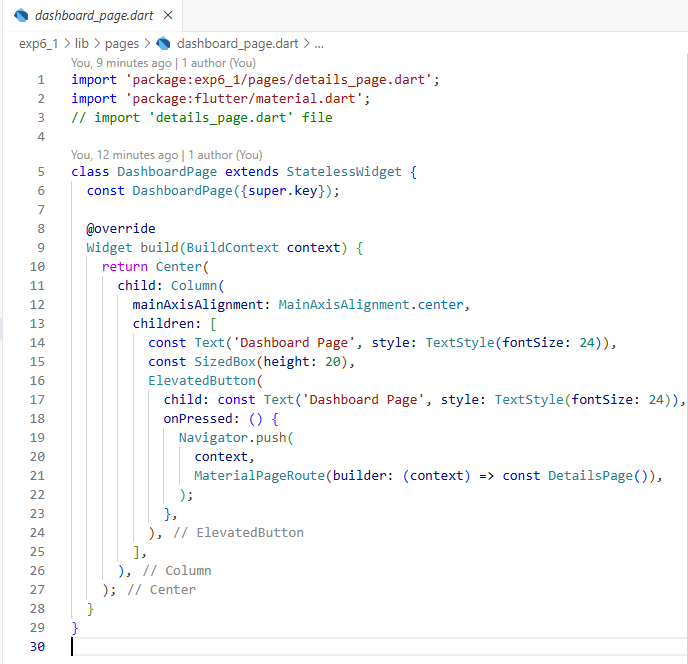 dashboard_page.dart ×
exp6_1 > lib > pages > dashboard_page.dart > ...
You, 9 minutes ago | 1 author (You)
1 import 'package:exp6_1/pages/details_page.dart';
2 import 'package:flutter/material.dart';
3 // import 'details_page.dart' file
4
You, 12 minutes ago | 1 author (You)
5 class DashboardPage extends StatelessWidget {
6   const DashboardPage({super.key});
7
8   @override
9   Widget build(BuildContext context) {
10     return Center(
11       child: Column(
12         mainAxisAlignment: MainAxisAlignment.center,
13         children: [
14           const Text('Dashboard Page', style: TextStyle(fontSize: 24)),
15           const SizedBox(height: 20),
16           ElevatedButton(
17             child: const Text('Dashboard Page', style: TextStyle(fontSize: 24)),
18             onPressed: () {
19               Navigator.push(
20                 context,
21                 MaterialPageRoute(builder: (context) => const DetailsPage()),
22               );
23             },
24           ), // ElevatedButton
25         ],
26       ), // Column
27     ); // Center
28   }
29 }
30